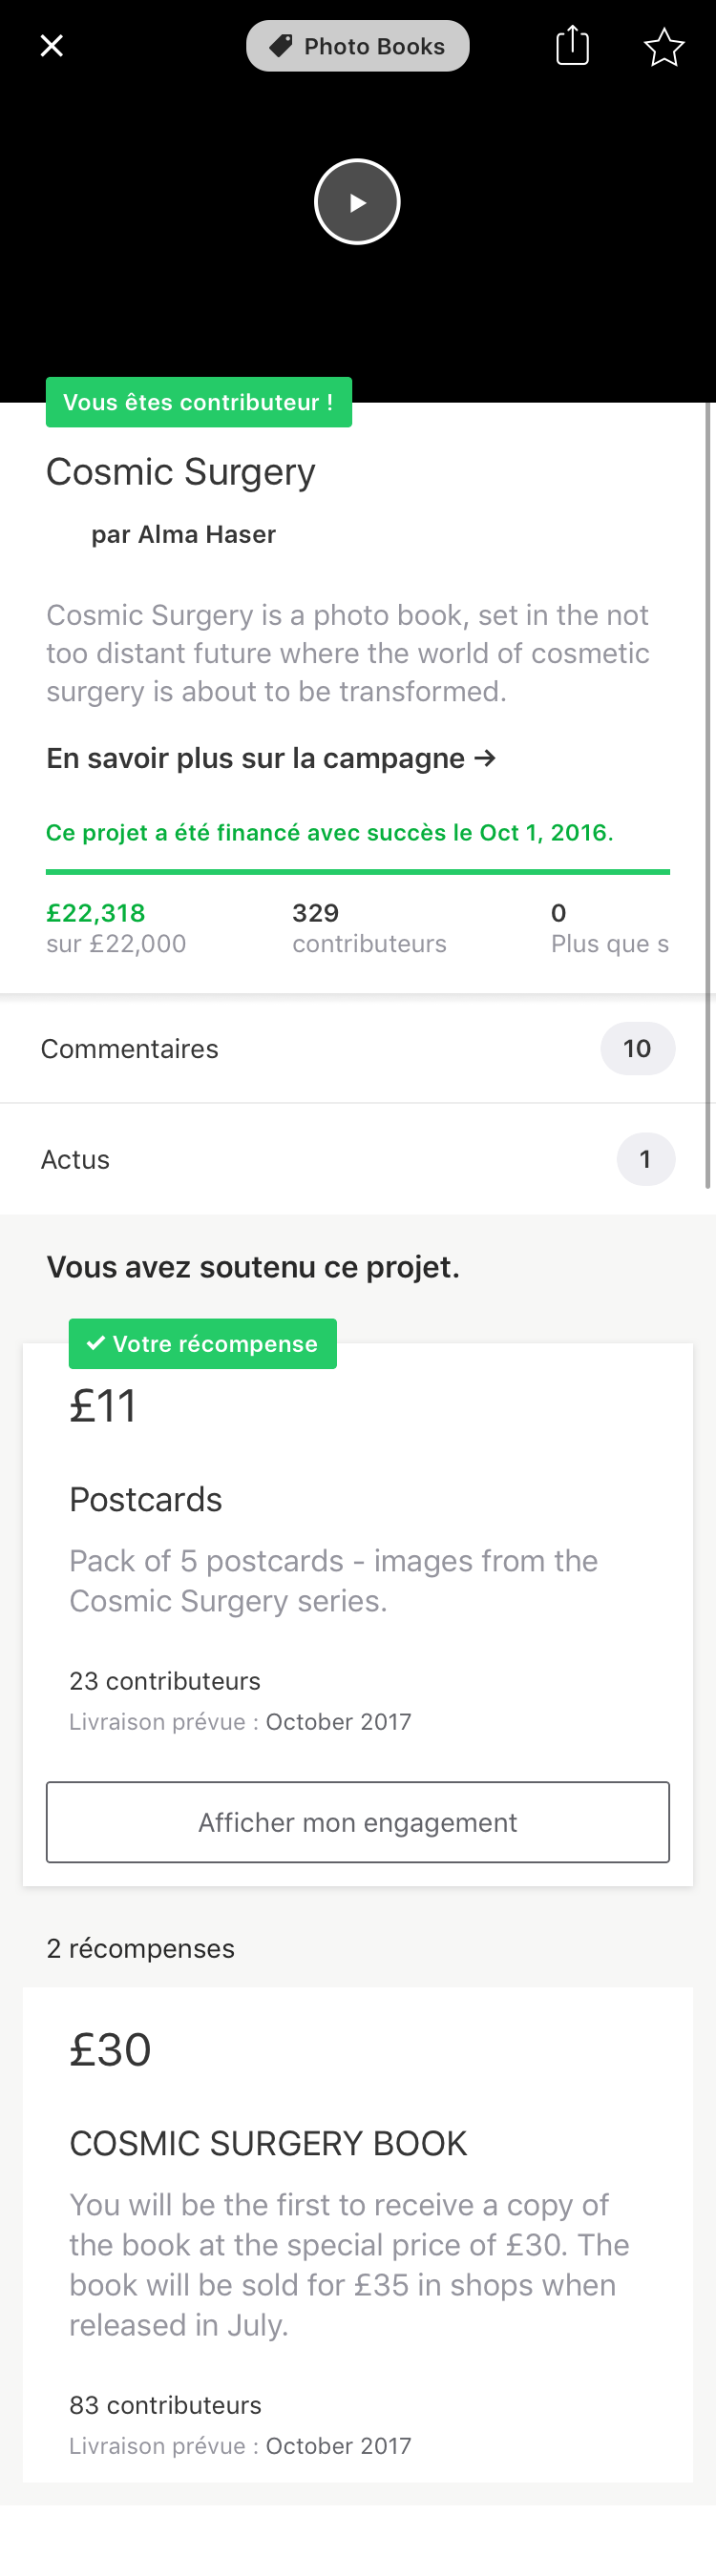 Photo Books
Vous êtes contributeur !
Cosmic Surgery
par Alma Haser
Cosmic Surgery is a photo book, set in the not
too distant future where the world of cosmetic
surgery is about to be transformed.
En savoir plus sur la campagne →
Ce projet a été financé avec succès le Oct 1, 2016.
£22,318 329 0
sur £22,000 contributeurs Plus que s
Commentaires 10
Actus 1
Vous avez soutenu ce projet.
✓ Votre récompense
£11
Postcards
Pack of 5 postcards - images from the
Cosmic Surgery series.
23 contributeurs
Livraison prévue : October 2017
Afficher mon engagement
2 récompenses
£30
COSMIC SURGERY BOOK
You will be the first to receive a copy of
the book at the special price of £30. The
book will be sold for £35 in shops when
released in July.
83 contributeurs
Livraison prévue : October 2017